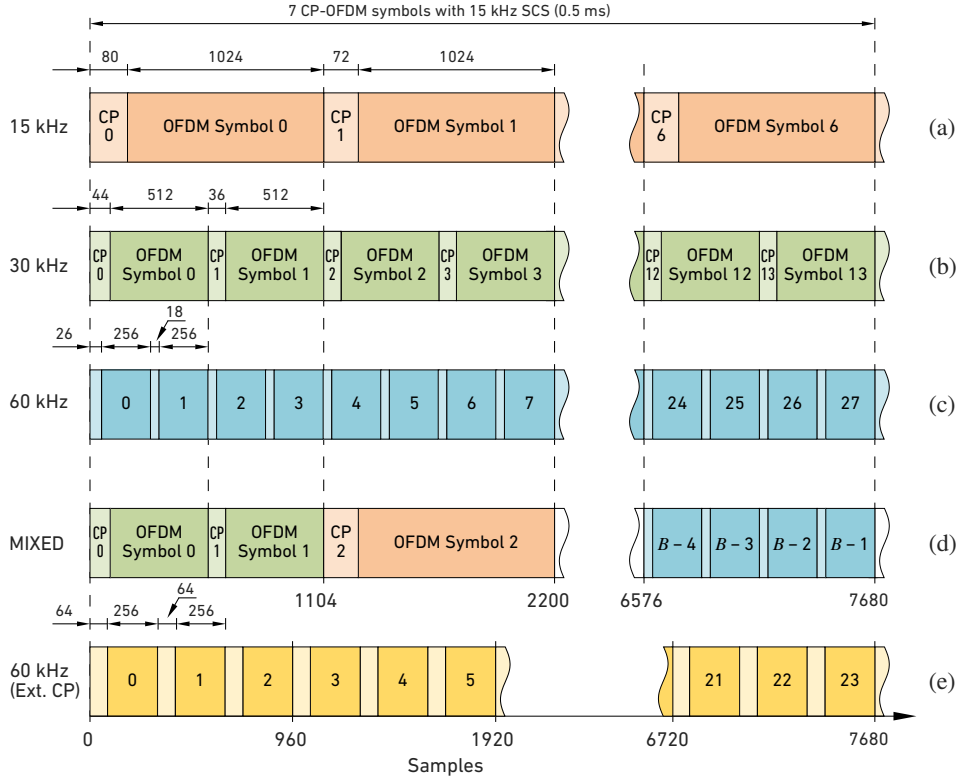 7 CP-OFDM symbols with 15 kHz SCS (0.5 ms)
80 1024 72 1024
15 kHz
CP 0
OFDM Symbol 0
CP 1
OFDM Symbol 1
CP 6
OFDM Symbol 6
(a)
44 512 36 512
30 kHz
CP 0
OFDM Symbol 0
CP 1
OFDM Symbol 1
CP 2
OFDM Symbol 2
CP 3
OFDM Symbol 3
CP 12
OFDM Symbol 12
CP 13
OFDM Symbol 13
(b)
18
26 256 256
60 kHz
0 1 2 3 4 5 6 7 24 25 26 27
(c)
MIXED
CP 0
OFDM Symbol 0
CP 1
OFDM Symbol 1
CP 2
OFDM Symbol 2
B – 4 B – 3 B – 2 B – 1
(d)
1104 2200 6576 7680
64
64 256 256
60 kHz
(Ext. CP)
0 1 2 3 4 5 21 22 23
(e)
0 960 1920 6720 7680
Samples